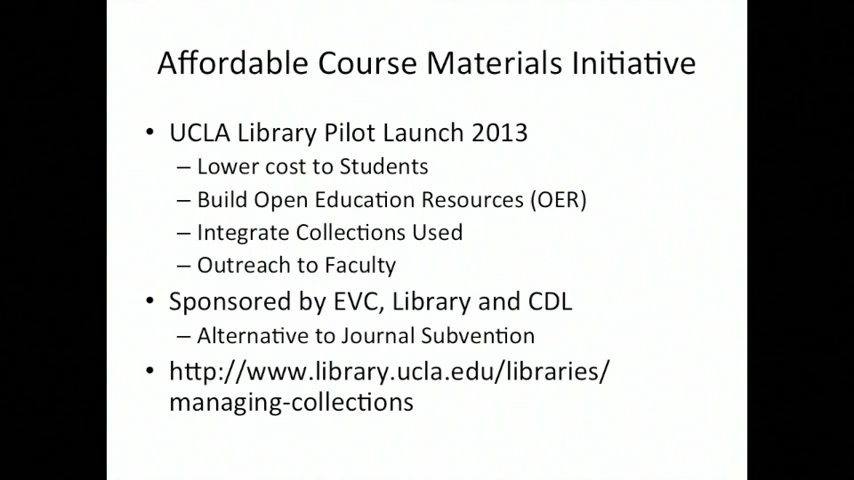 Affordable Course Materials Initiative
• UCLA Library Pilot Launch 2013
– Lower cost to Students
– Build Open Education Resources (OER)
– Integrate Collections Used
– Outreach to Faculty
• Sponsored by EVC, Library and CDL
– Alternative to Journal Subvention
• http://www.library.ucla.edu/libraries/
managing-collections